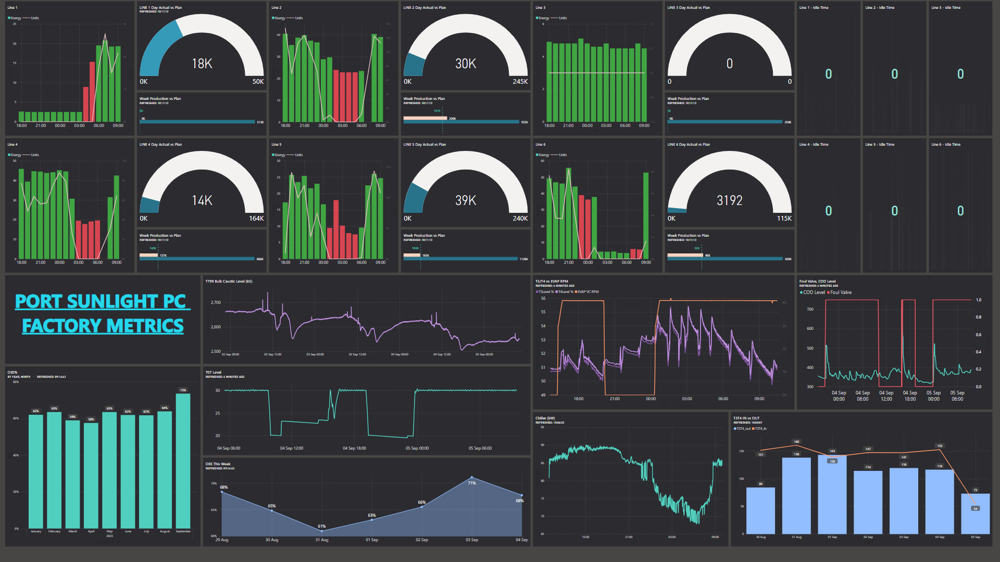 Line 1
Energy Units
25
20
15
10
5
0
18:00 21:00 00:00 03:00 06:00 09:00
LINE 1 Day Actual vs Plan
REFRESHED: 10:11:13
18K
0K 50K
Week Production vs Plan
REFRESHED: 10:11:13
0K
0K
313K
Line 2
Energy Units
40
30
20
10
0
18:00 21:00 00:00 03:00 06:00 09:00
LINE 2 Day Actual vs Plan
REFRESHED: 10:11:13
30K
0K 245K
Week Production vs Plan
REFRESHED: 10:11:13
187K
209K
555K
Line 3
Energy Units
6
4
2
0
18:00 21:00 00:00 03:00 06:00 09:00
LINE 3 Day Actual vs Plan
REFRESHED: 10:11:13
0
0 0
Week Production vs Plan
REFRESHED: 10:11:13
0K
0K
259K
Line 1 - Idle Time
0
Line 2 - Idle Time
0
Line 3 - Idle Time
0
Line 4
Energy Units
50
40
30
20
10
0
18:00 21:00 00:00 03:00 06:00 09:00
LINE 4 Day Actual vs Plan
14K
0K 164K
Week Production vs Plan
REFRESHED: 10:11:13
140K
137K
866K
Line 5
Energy Units
30
25
20
15
10
5
0
18:00 21:00 00:00 03:00 06:00 09:00
LINE 5 Day Actual vs Plan
39K
0K 240K
Week Production vs Plan
REFRESHED: 10:11:13
169K
165K
1128K
Line 6
Energy Units
60
50
40
30
20
10
0
18:00 21:00 00:00 03:00 06:00 09:00
LINE 6 Day Actual vs Plan
3192
0K 115K
Week Production vs Plan
REFRESHED: 10:11:13
92K
96K
309K
Line 4 - Idle Time
0
Line 5 - Idle Time
0
Line 6 - Idle Time
0
PORT SUNLIGHT PC
FACTORY METRICS
T799 Bulk Caustic Level (kG)
2,700
2,600
2,500
02 Sep 00:00 02 Sep 12:00 03 Sep 00:00 03 Sep 12:00 04 Sep 00:00 04 Sep 12:00 05 Sep 00:00
T3/T4 vs EVAP RPM
REFRESHED: 6 MINUTES AGO
T3Level % T4Level % EVAP VC RPM
56
55
54
53
52
51
50
49
4K
3K
2K
1K
0K
18:00 21:00 00:00 03:00 06:00 09:00
Foul Valve, COD Level
REFRESHED: 6 MINUTES AGO
COD Level Foul Valve
700
600
500
400
300
1.0
0.8
0.6
0.4
0.2
0.0
04 Sep 04 Sep 04 Sep 04 Sep 05 Sep 05 Sep
00:00 06:00 12:00 18:00 00:00 06:00
OEE%
BY YEAR, MONTH REFRESHED: 09:16:43
80%
60%
40%
20%
0%
62% 63% 59% 58% 63% 62% 62% 64% 73%
January February March April May June July August September
2023
T07 Level
REFRESHED: 6 MINUTES AGO
30
25
20
04 Sep 06:00 04 Sep 12:00 04 Sep 18:00 05 Sep 00:00 05 Sep 06:00
OEE This Week
REFRESHED: 09:16:43
70%
65%
60%
68% 65% 61% 63% 66% 71% 68%
29 Aug 30 Aug 31 Aug 01 Sep 02 Sep 03 Sep 04 Sep
Chiller (kW)
REFRESHED: 10:06:22
95
90
85
80
75
70
65
15:00 21:00 03:00 09:00
T3T4 IN vs OUT
REFRESHED: 10:00:07
T3T4_out T3T4_in
150
100
50
0
151 160 139 147 147 153 54
84 138 143 114 119 116 73
30 Aug 31 Aug 01 Sep 02 Sep 03 Sep 04 Sep 05 Sep